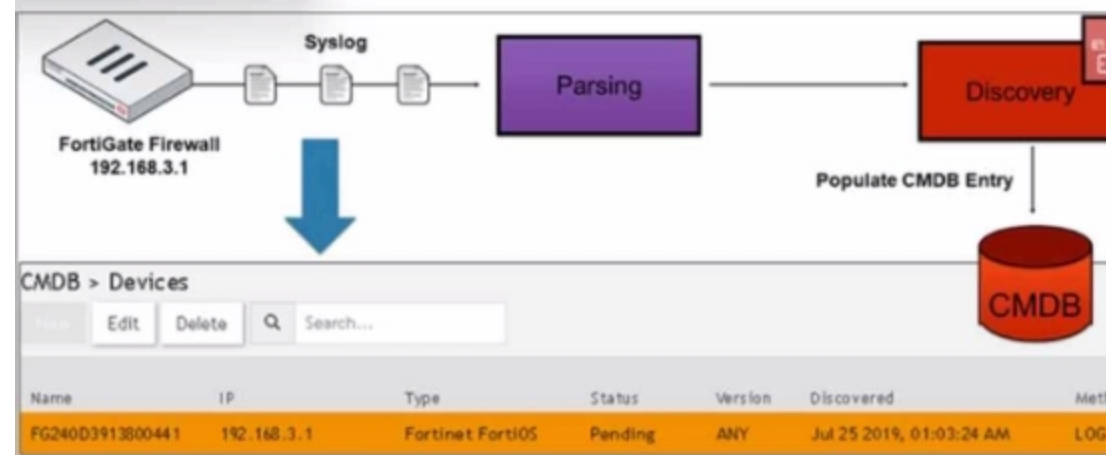 Syslog
Parsing
Discovery
FortiGate Firewall
192.168.3.1
Populate CMDB Entry
CMDB
CMDB > Devices
New Edit Delete Search...
Name IP Type Status Version Discovered
FG240D3913800441 192.168.3.1 Fortinet FortiOS Pending ANY Jul 25 2019, 01:03:24 AM LOG